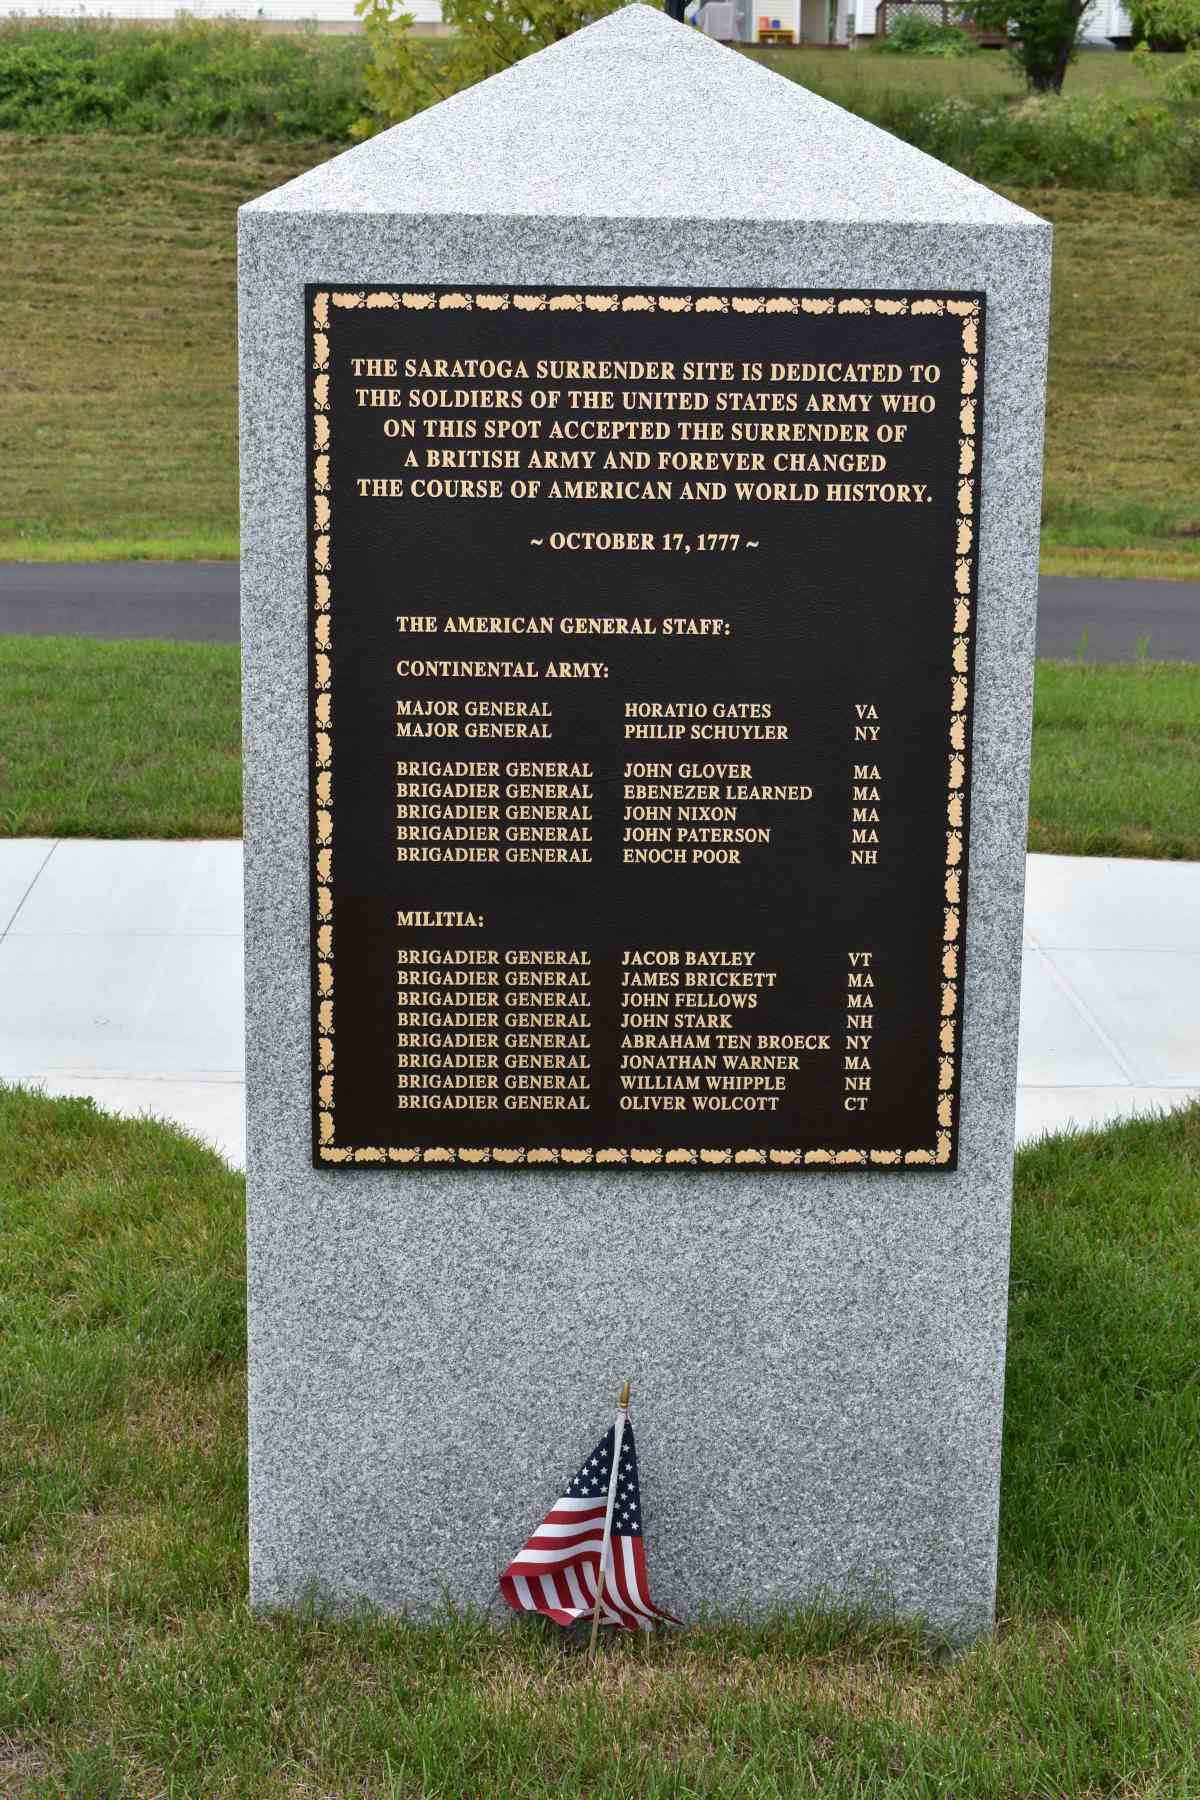 THE SARATOGA SURRENDER SITE IS DEDICATED TO
THE SOLDIERS OF THE UNITED STATES ARMY WHO
ON THIS SPOT ACCEPTED THE SURRENDER OF
A BRITISH ARMY AND FOREVER CHANGED
THE COURSE OF AMERICAN AND WORLD HISTORY.
~ OCTOBER 17, 1777 ~
THE AMERICAN GENERAL STAFF:
CONTINENTAL ARMY:
MAJOR GENERAL HORATIO GATES VA
MAJOR GENERAL PHILIP SCHUYLER NY
BRIGADIER GENERAL JOHN GLOVER MA
BRIGADIER GENERAL EBENEZER LEARNED MA
BRIGADIER GENERAL JOHN NIXON MA
BRIGADIER GENERAL JOHN PATERSON MA
BRIGADIER GENERAL ENOCH POOR NH
MILITIA:
BRIGADIER GENERAL JACOB BAYLEY VT
BRIGADIER GENERAL JAMES BRICKETT MA
BRIGADIER GENERAL JOHN FELLOWS MA
BRIGADIER GENERAL JOHN STARK NH
BRIGADIER GENERAL ABRAHAM TEN BROECK NY
BRIGADIER GENERAL JONATHAN WARNER MA
BRIGADIER GENERAL WILLIAM WHIPPLE NH
BRIGADIER GENERAL OLIVER WOLCOTT CT